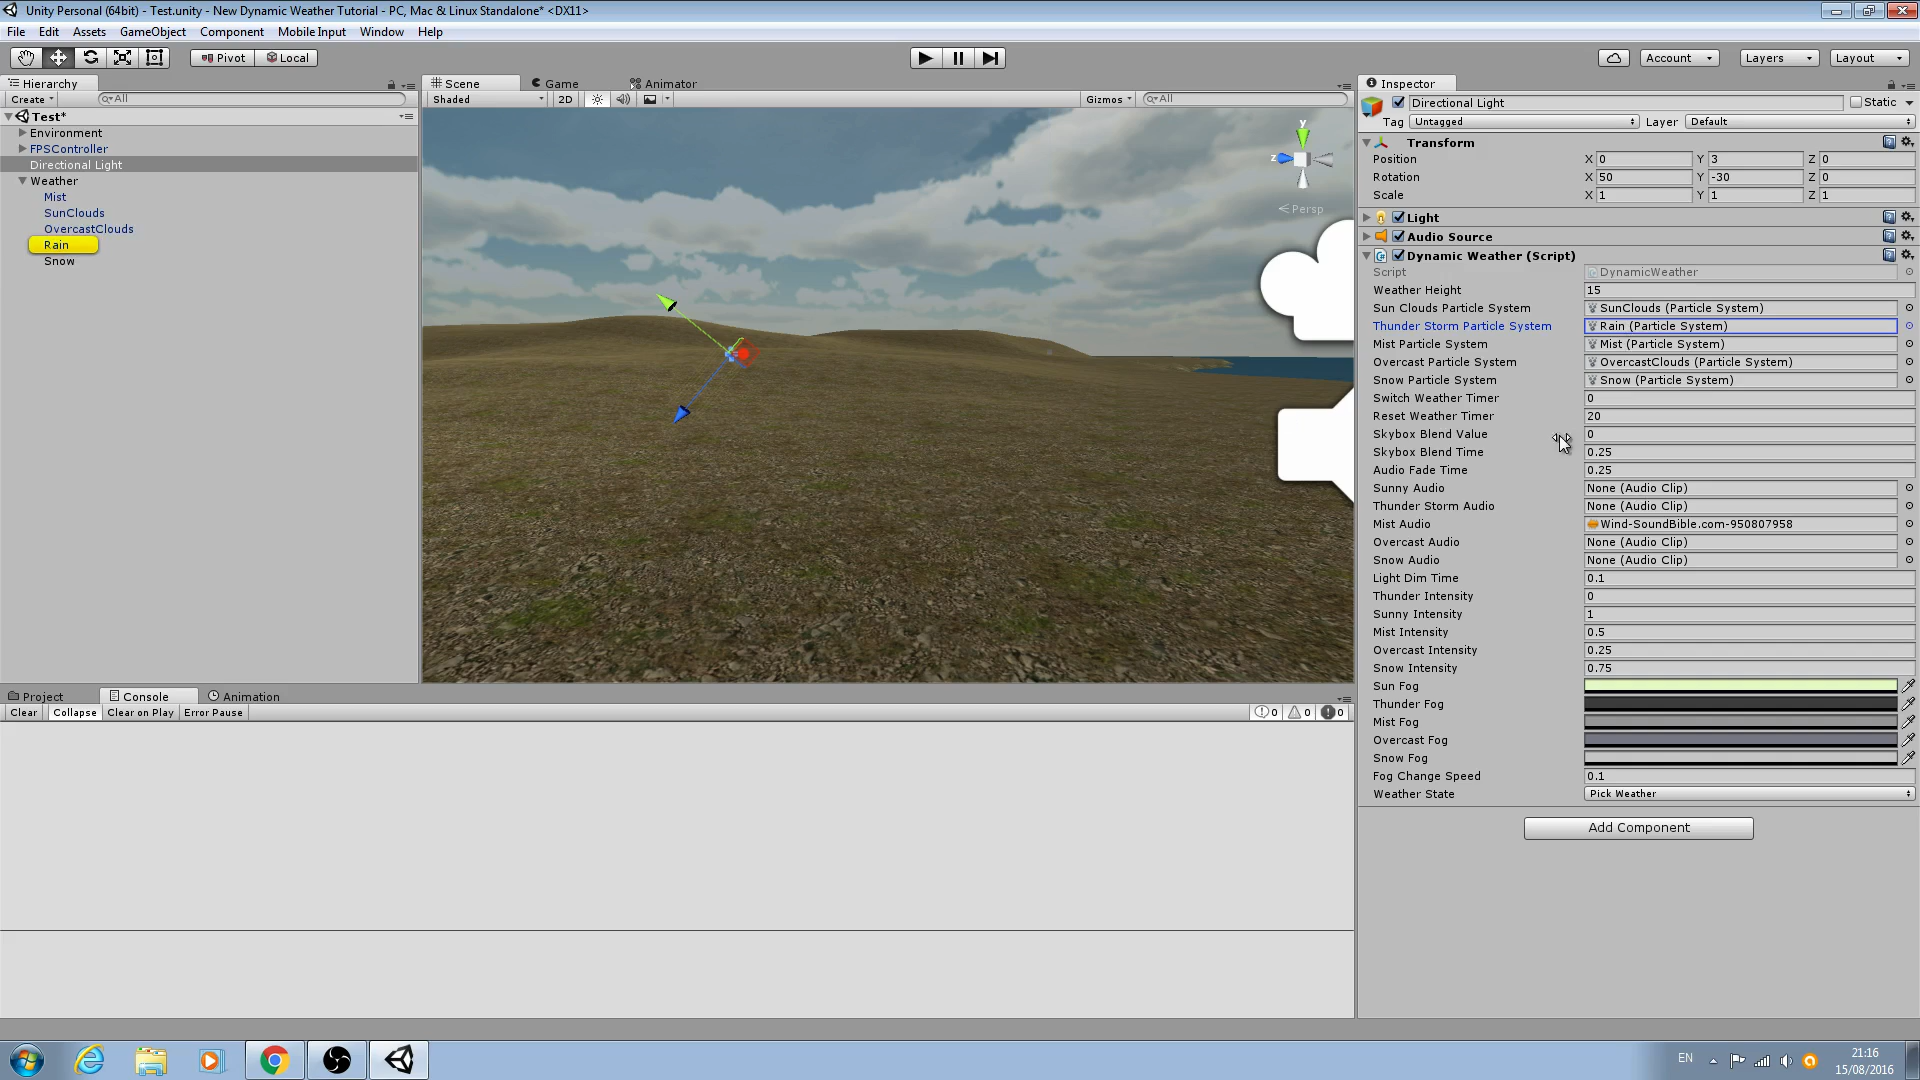 Unity Personal (64bit) - Test.unity - New Dynamic Weather Tutorial - PC, Mac & Linux Standalone* <DX11>
File Edit Assets GameObject Component Mobile Input Window Help
Pivot Local Account Layers Layout
Hierarchy Scene Game Animator Inspector
Create All Shaded 2D Gizmos All
Directional Light Static
Tag Untagged Layer Default
Test*
Environment
FPSController
Directional Light
Weather
Mist
SunClouds
OvercastClouds
Rain
Snow
y
z
Persp
Transform
Position X 0 Y 3 Z 0
Rotation X 50 Y -30 Z 0
Scale X 1 Y 1 Z 1
Light
Audio Source
Dynamic Weather (Script)
Script DynamicWeather
Weather Height 15
Sun Clouds Particle System SunClouds (Particle System)
Thunder Storm Particle System Rain (Particle System)
Mist Particle System Mist (Particle System)
Overcast Particle System OvercastClouds (Particle System)
Snow Particle System Snow (Particle System)
Switch Weather Timer 0
Reset Weather Timer 20
Skybox Blend Value 0
Skybox Blend Time 0.25
Audio Fade Time 0.25
Sunny Audio None (Audio Clip)
Thunder Storm Audio None (Audio Clip)
Mist Audio Wind-SoundBible.com-950807958
Overcast Audio None (Audio Clip)
Snow Audio None (Audio Clip)
Light Dim Time 0.1
Thunder Intensity 0
Sunny Intensity 1
Mist Intensity 0.5
Overcast Intensity 0.25
Snow Intensity 0.75
Sun Fog
Thunder Fog
Mist Fog
Overcast Fog
Snow Fog
Fog Change Speed 0.1
Weather State Pick Weather
Add Component
Project Console Animation
Clear Collapse Clear on Play Error Pause 0 0 0
EN
21:16
15/08/2016